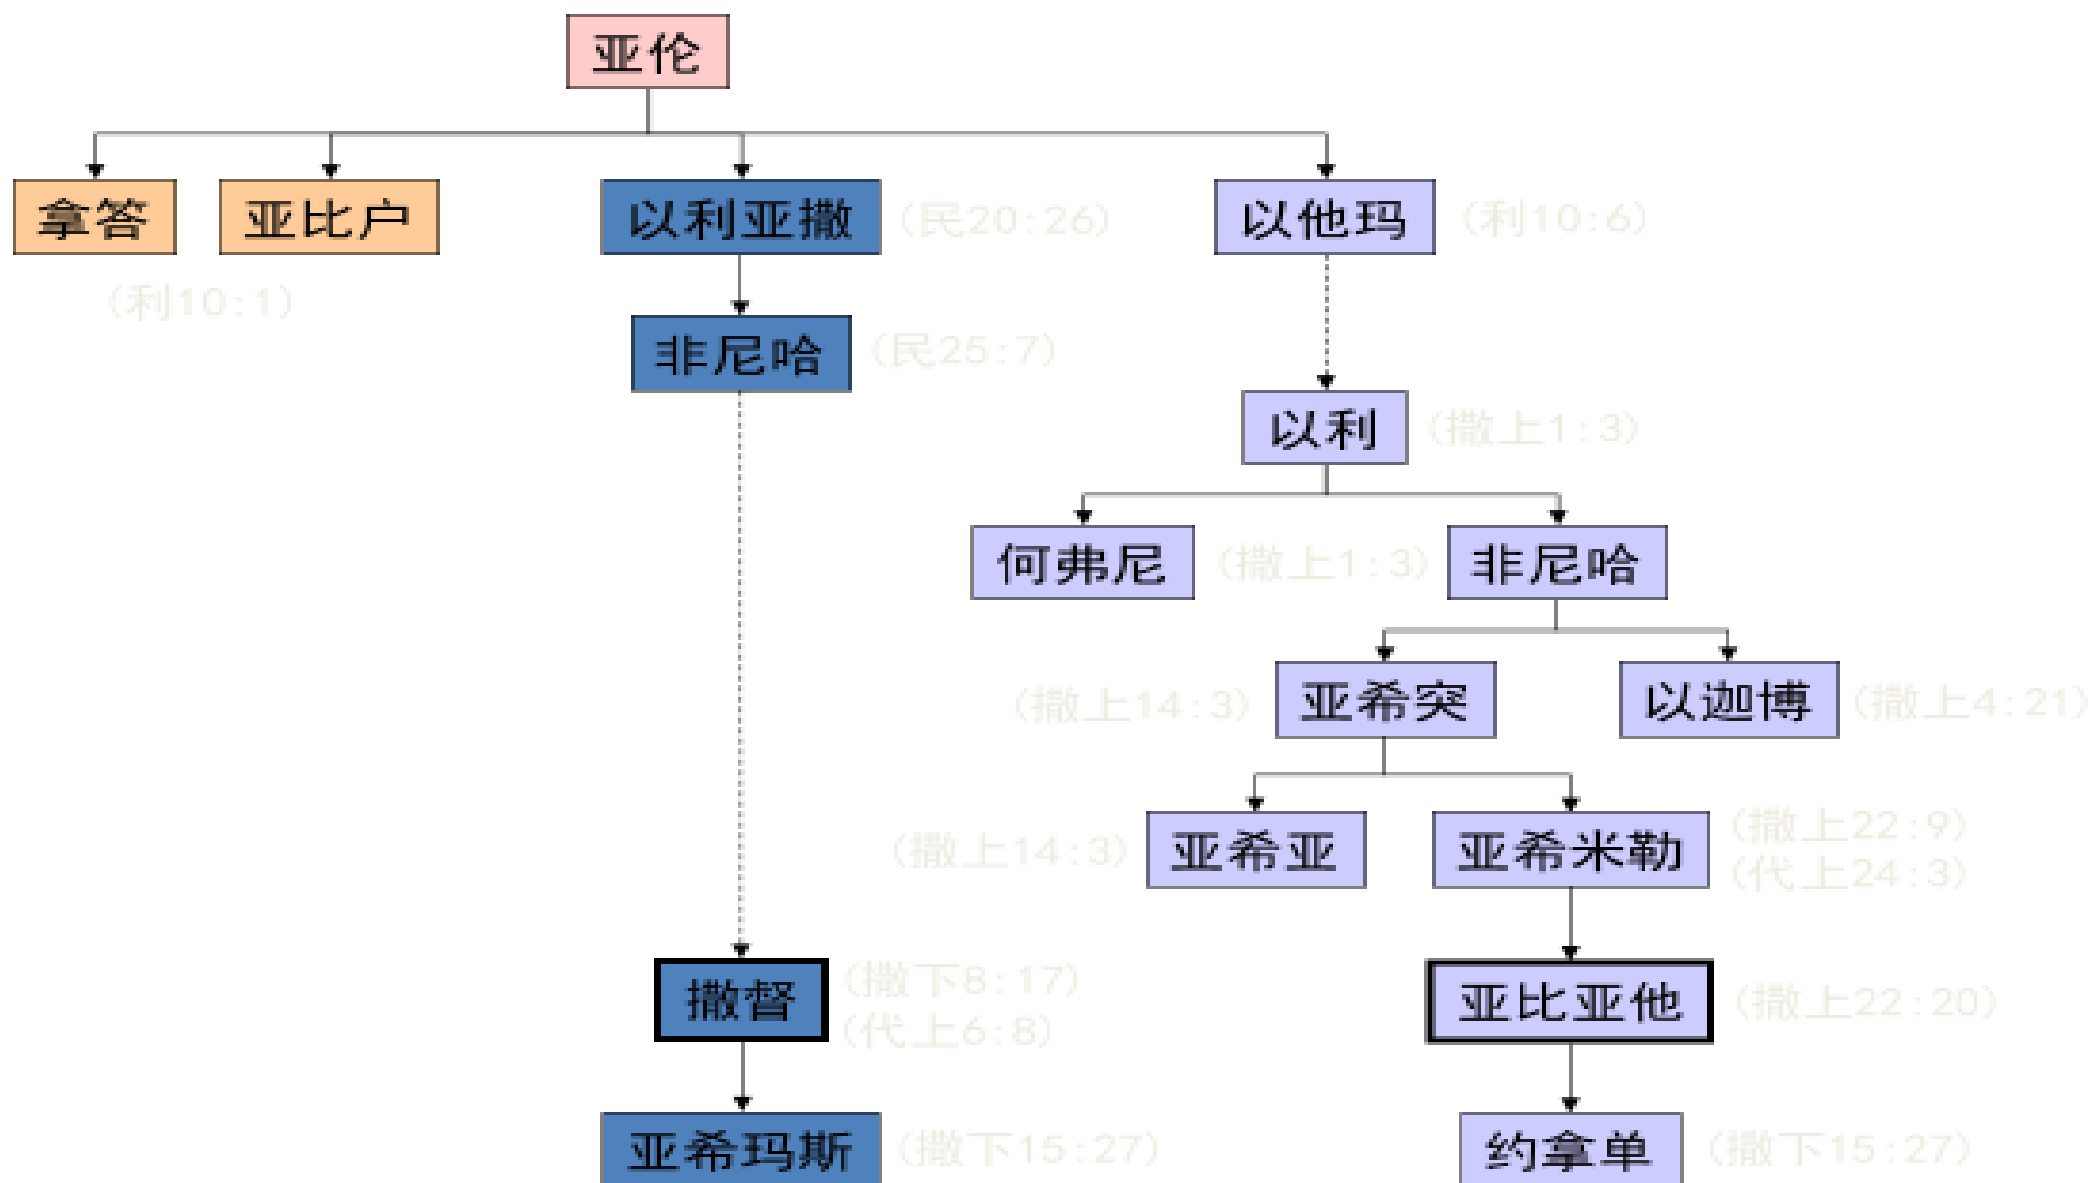 亚伦
拿答
亚比户
以利亚撒
(民20:26)
以他玛
(利10:6)
(利10:1)
非尼哈
(民25:7)
以利
(撒上1:3)
何弗尼
(撒上1:3)
非尼哈
(撒上14:3)
亚希突
以迦博
(撒上4:21)
(撒上14:3)
亚希亚
亚希米勒
(撒上22:9)
(代上24:3)
撒督
(撒下8:17)
(代上6:8)
亚比亚他
(撒上22:20)
亚希玛斯
(撒下15:27)
约拿单
(撒下15:27)